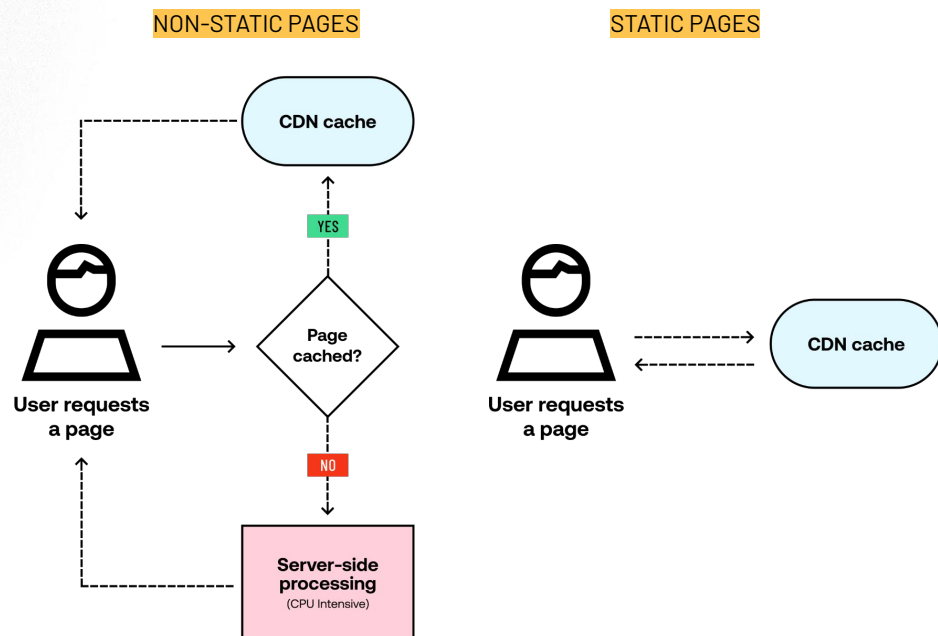 NON-STATIC PAGES
CDN cache
YES
Page
cached?
User requests
a page
NO
Server-side
processing
(CPU Intensive)
STATIC PAGES
CDN cache
User requests
a page